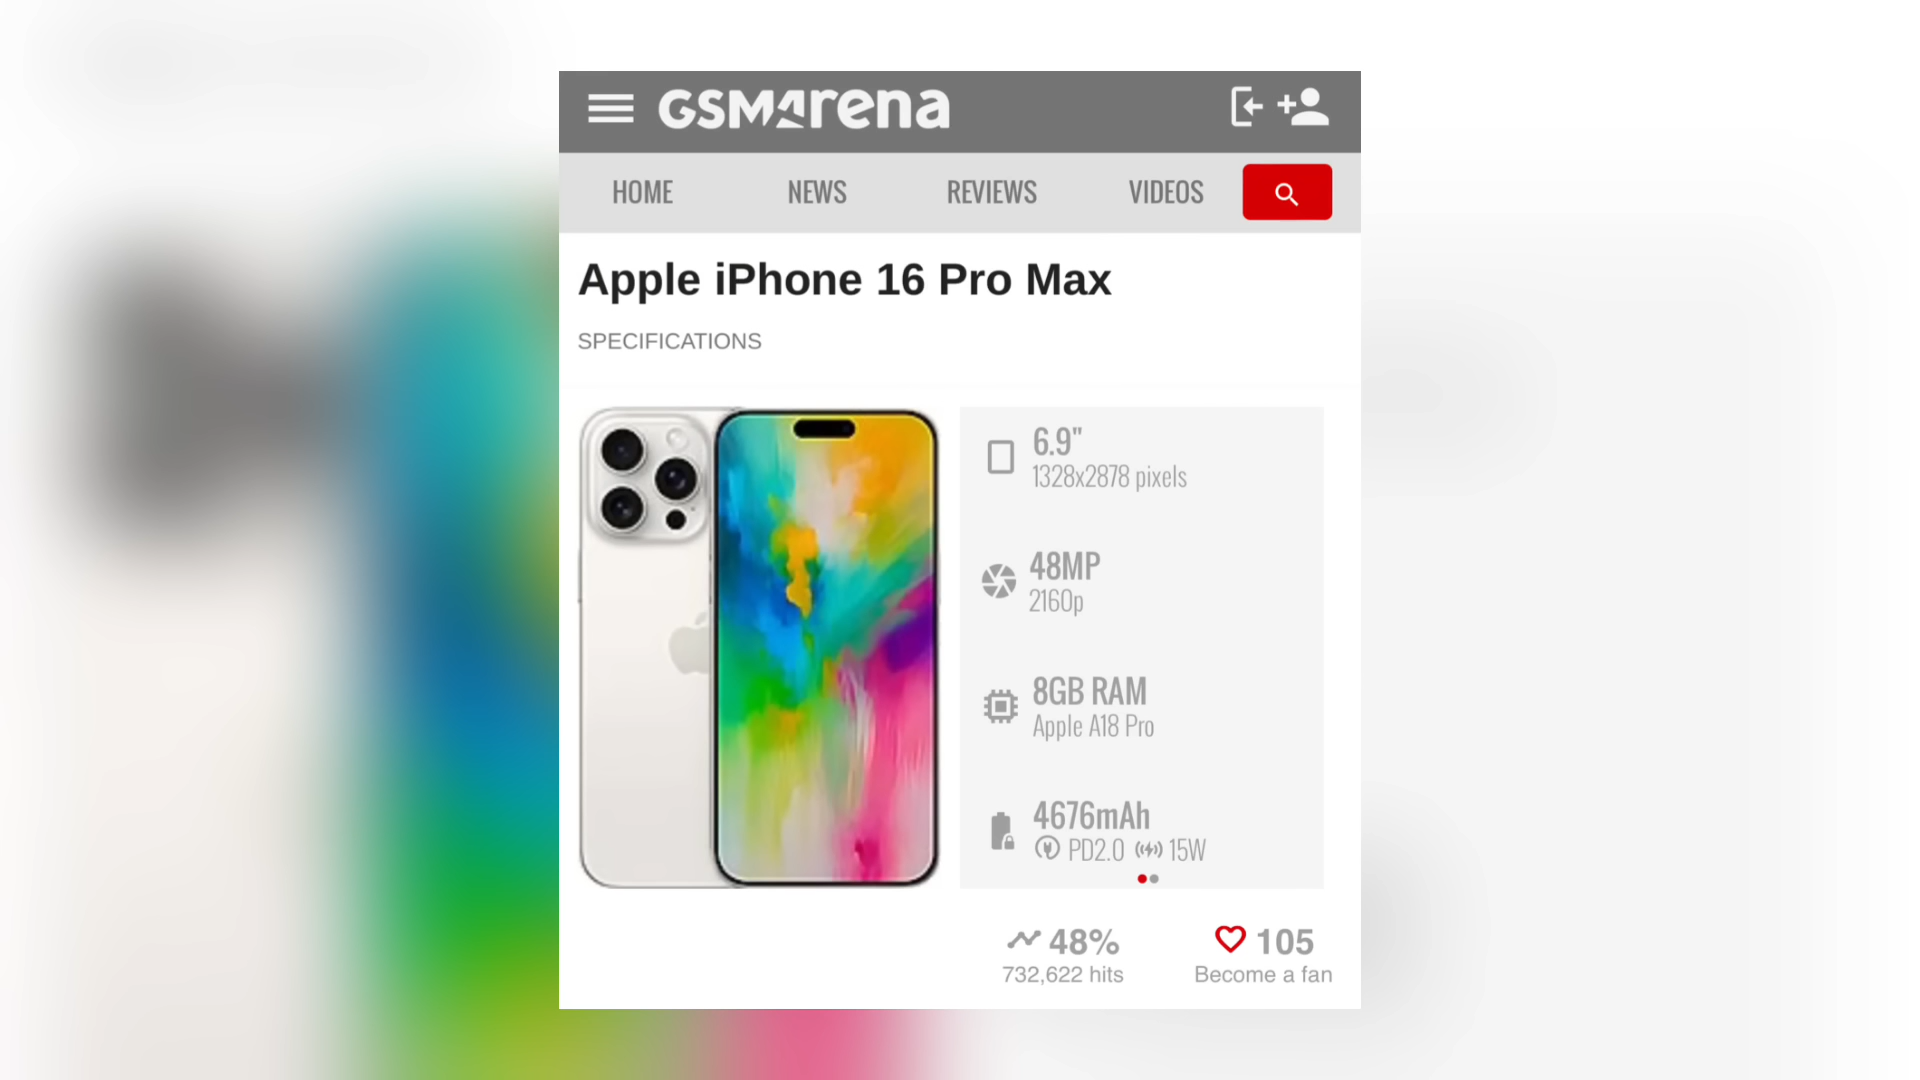 GSMArena
HOME NEWS REVIEWS VIDEOS
Apple iPhone 16 Pro Max
SPECIFICATIONS
6.9"
1328x2878 pixels
48MP
2160p
8GB RAM
Apple A18 Pro
4676mAh
PD2.0 15W
48% 105
732,622 hits Become a fan